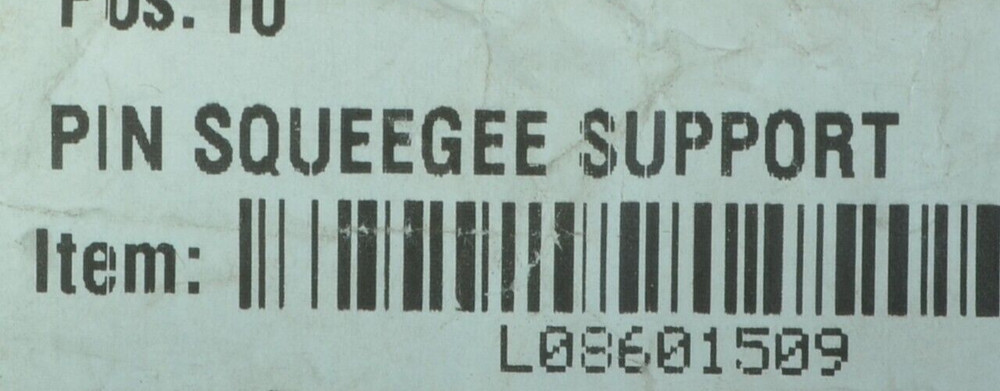 Pos. 10
PIN SQUEEGEE SUPPORT
Item:
L08601509